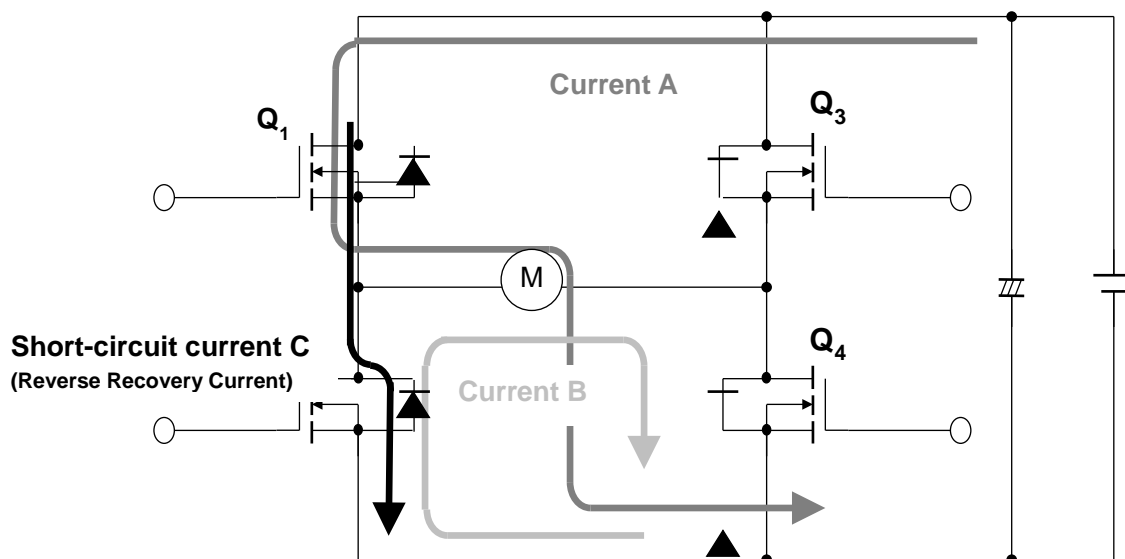 Current A
Q1
Q3
M
Short-circuit current C
(Reverse Recovery Current)
Current B
Q4